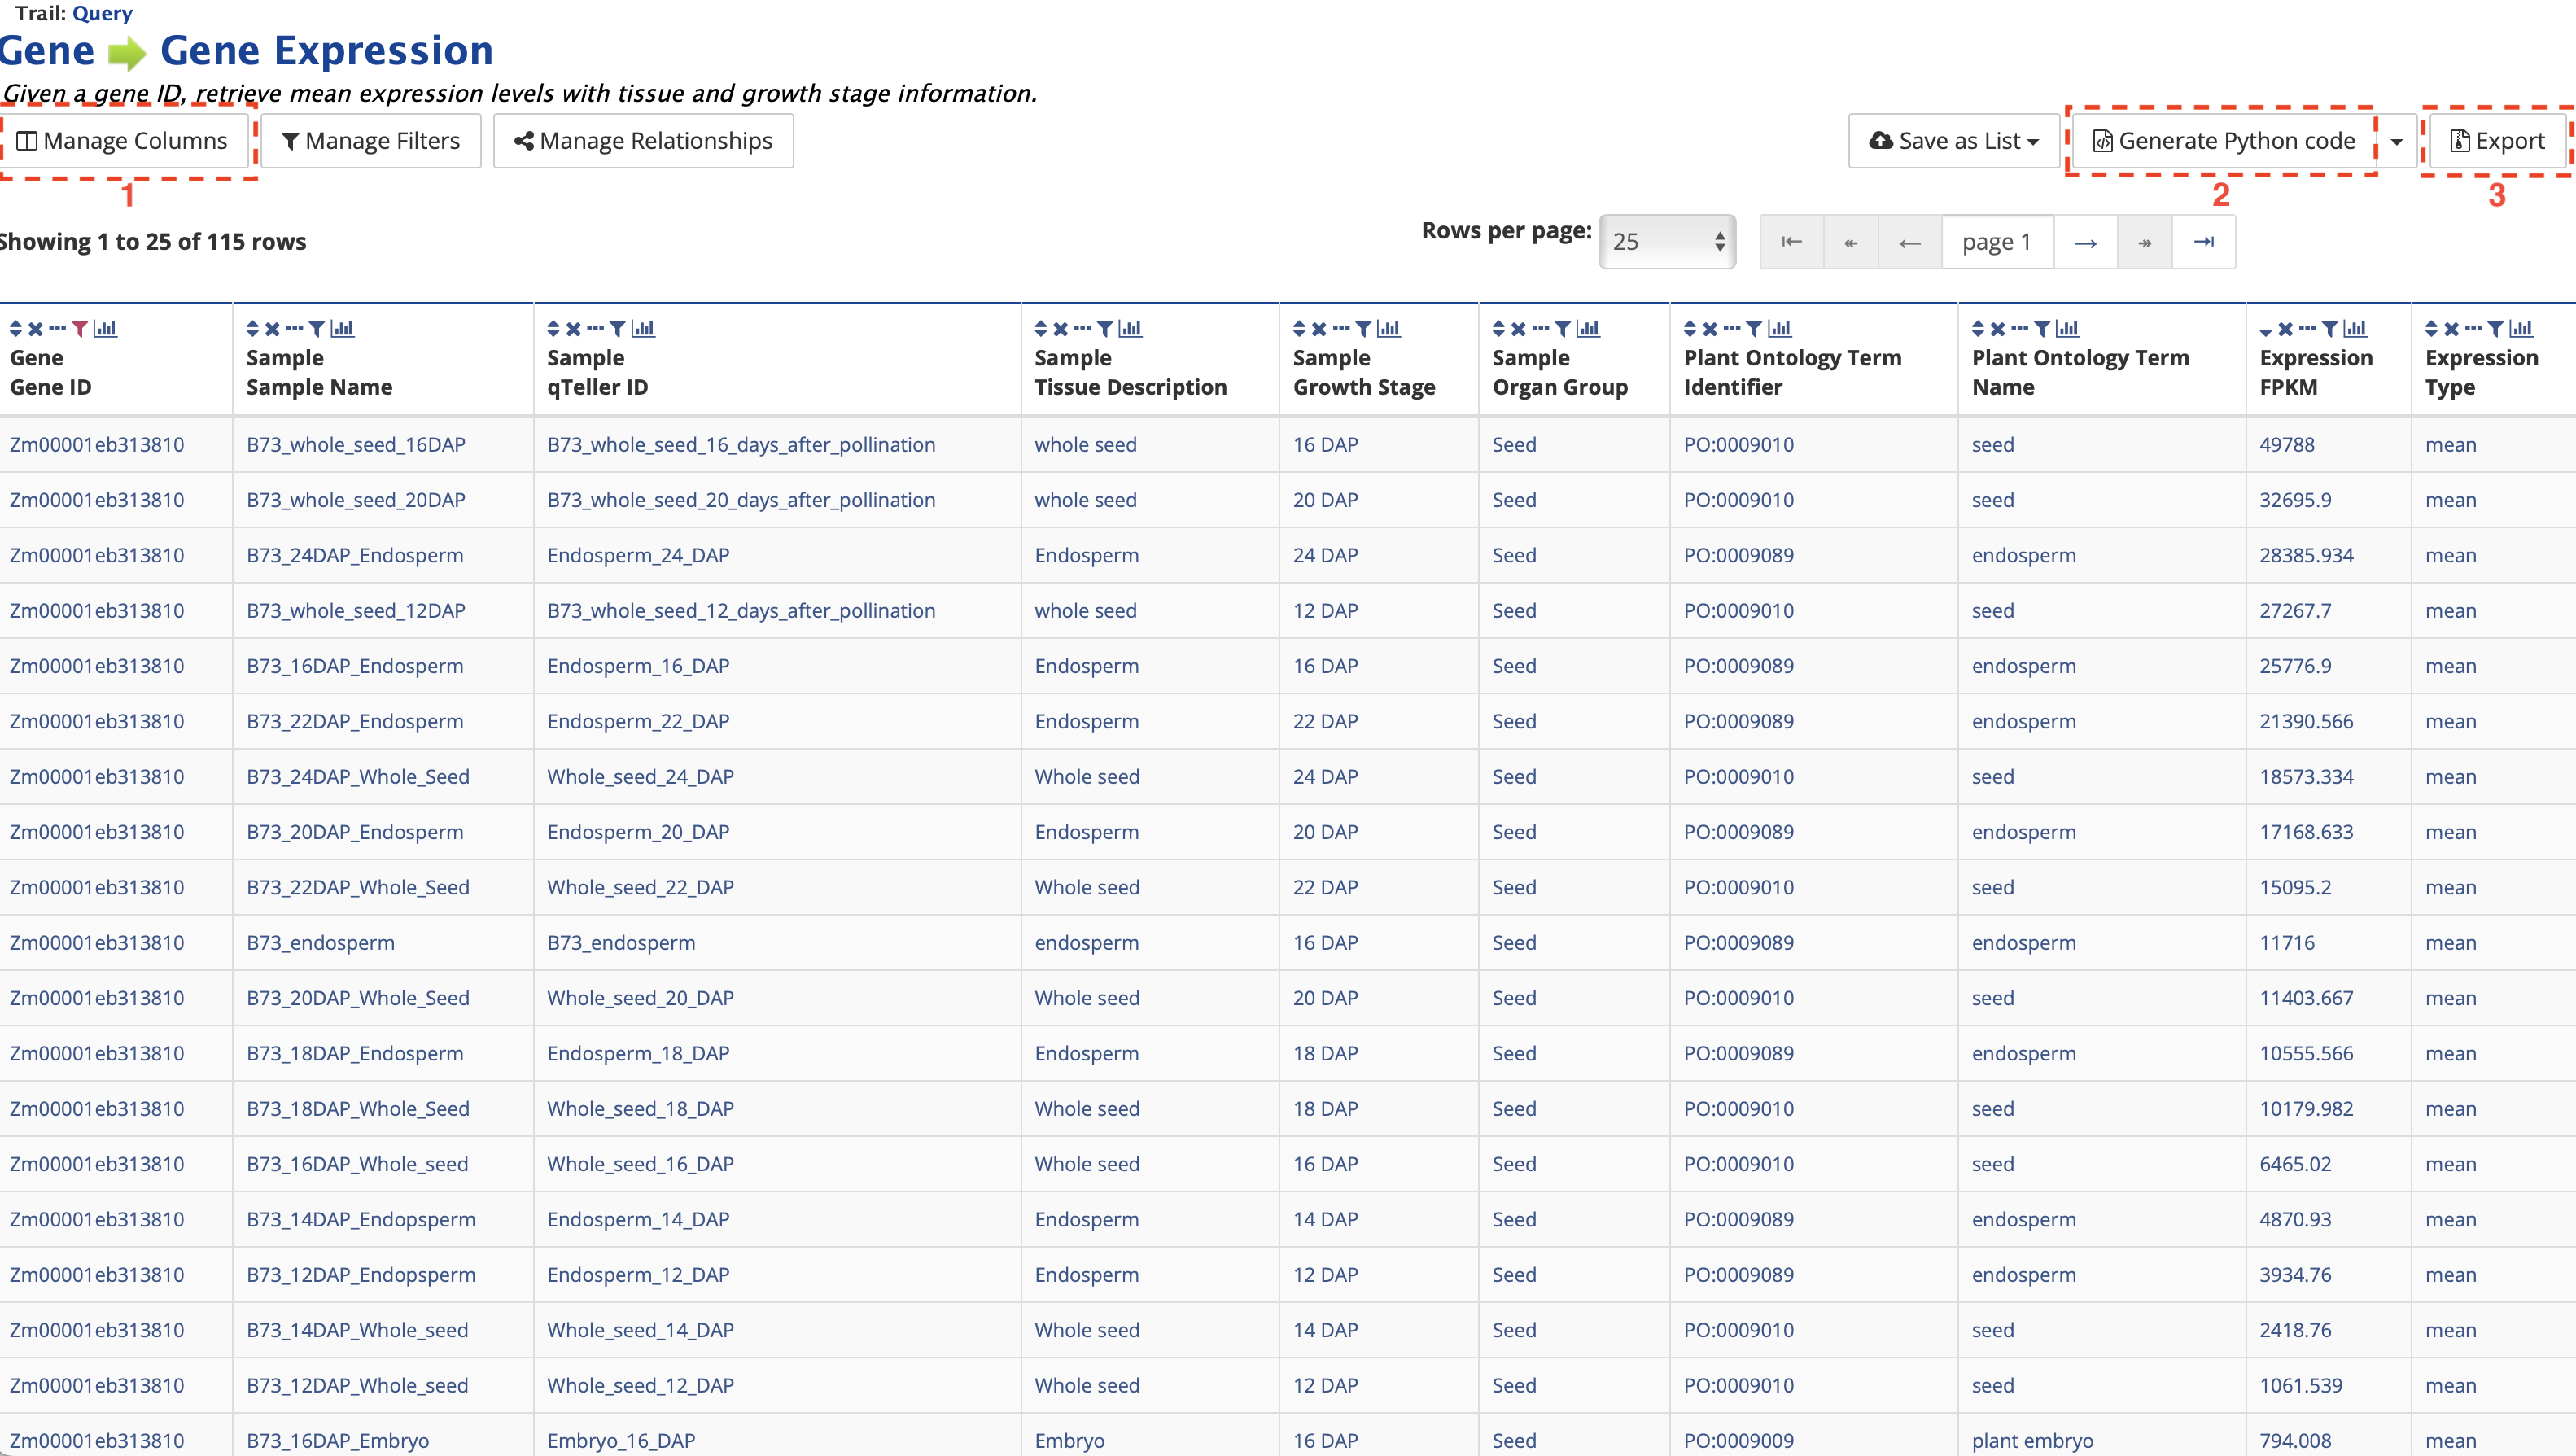 Trail: Query
Gene Gene Expression
Given a gene ID, retrieve mean expression levels with tissue and growth stage information.
Manage Columns Manage Filters Manage Relationships Save as List Generate Python code Export
1 2 3
Showing 1 to 25 of 115 rows Rows per page: 25 page 1
Gene Sample Sample Sample Sample Sample Plant Ontology Term Plant Ontology Term Expression Expression
Gene ID Sample Name qTeller ID Tissue Description Growth Stage Organ Group Identifier Name FPKM Type
Zm00001eb313810 B73_whole_seed_16DAP B73_whole_seed_16_days_after_pollination whole seed 16 DAP Seed PO:0009010 seed 49788 mean
Zm00001eb313810 B73_whole_seed_20DAP B73_whole_seed_20_days_after_pollination whole seed 20 DAP Seed PO:0009010 seed 32695.9 mean
Zm00001eb313810 B73_24DAP_Endosperm Endosperm_24_DAP Endosperm 24 DAP Seed PO:0009089 endosperm 28385.934 mean
Zm00001eb313810 B73_whole_seed_12DAP B73_whole_seed_12_days_after_pollination whole seed 12 DAP Seed PO:0009010 seed 27267.7 mean
Zm00001eb313810 B73_16DAP_Endosperm Endosperm_16_DAP Endosperm 16 DAP Seed PO:0009089 endosperm 25776.9 mean
Zm00001eb313810 B73_22DAP_Endosperm Endosperm_22_DAP Endosperm 22 DAP Seed PO:0009089 endosperm 21390.566 mean
Zm00001eb313810 B73_24DAP_Whole_Seed Whole_seed_24_DAP Whole seed 24 DAP Seed PO:0009010 seed 18573.334 mean
Zm00001eb313810 B73_20DAP_Endosperm Endosperm_20_DAP Endosperm 20 DAP Seed PO:0009089 endosperm 17168.633 mean
Zm00001eb313810 B73_22DAP_Whole_Seed Whole_seed_22_DAP Whole seed 22 DAP Seed PO:0009010 seed 15095.2 mean
Zm00001eb313810 B73_endosperm B73_endosperm endosperm 16 DAP Seed PO:0009089 endosperm 11716 mean
Zm00001eb313810 B73_20DAP_Whole_Seed Whole_seed_20_DAP Whole seed 20 DAP Seed PO:0009010 seed 11403.667 mean
Zm00001eb313810 B73_18DAP_Endosperm Endosperm_18_DAP Endosperm 18 DAP Seed PO:0009089 endosperm 10555.566 mean
Zm00001eb313810 B73_18DAP_Whole_Seed Whole_seed_18_DAP Whole seed 18 DAP Seed PO:0009010 seed 10179.982 mean
Zm00001eb313810 B73_16DAP_Whole_seed Whole_seed_16_DAP Whole seed 16 DAP Seed PO:0009010 seed 6465.02 mean
Zm00001eb313810 B73_14DAP_Endopsperm Endosperm_14_DAP Endosperm 14 DAP Seed PO:0009089 endosperm 4870.93 mean
Zm00001eb313810 B73_12DAP_Endopsperm Endosperm_12_DAP Endosperm 12 DAP Seed PO:0009089 endosperm 3934.76 mean
Zm00001eb313810 B73_14DAP_Whole_seed Whole_seed_14_DAP Whole seed 14 DAP Seed PO:0009010 seed 2418.76 mean
Zm00001eb313810 B73_12DAP_Whole_seed Whole_seed_12_DAP Whole seed 12 DAP Seed PO:0009010 seed 1061.539 mean
Zm00001eb313810 B73_16DAP_Embryo Embryo_16_DAP Embryo 16 DAP Seed PO:0009009 plant embryo 794.008 mean